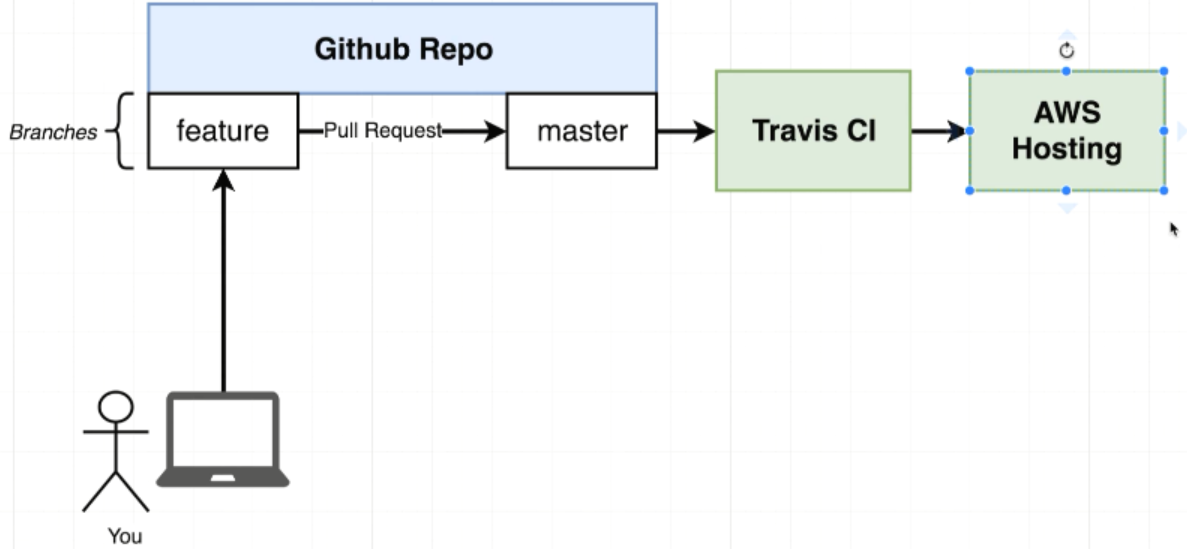 Github Repo
Branches
feature
Pull Request
master
Travis CI
AWS
Hosting
You